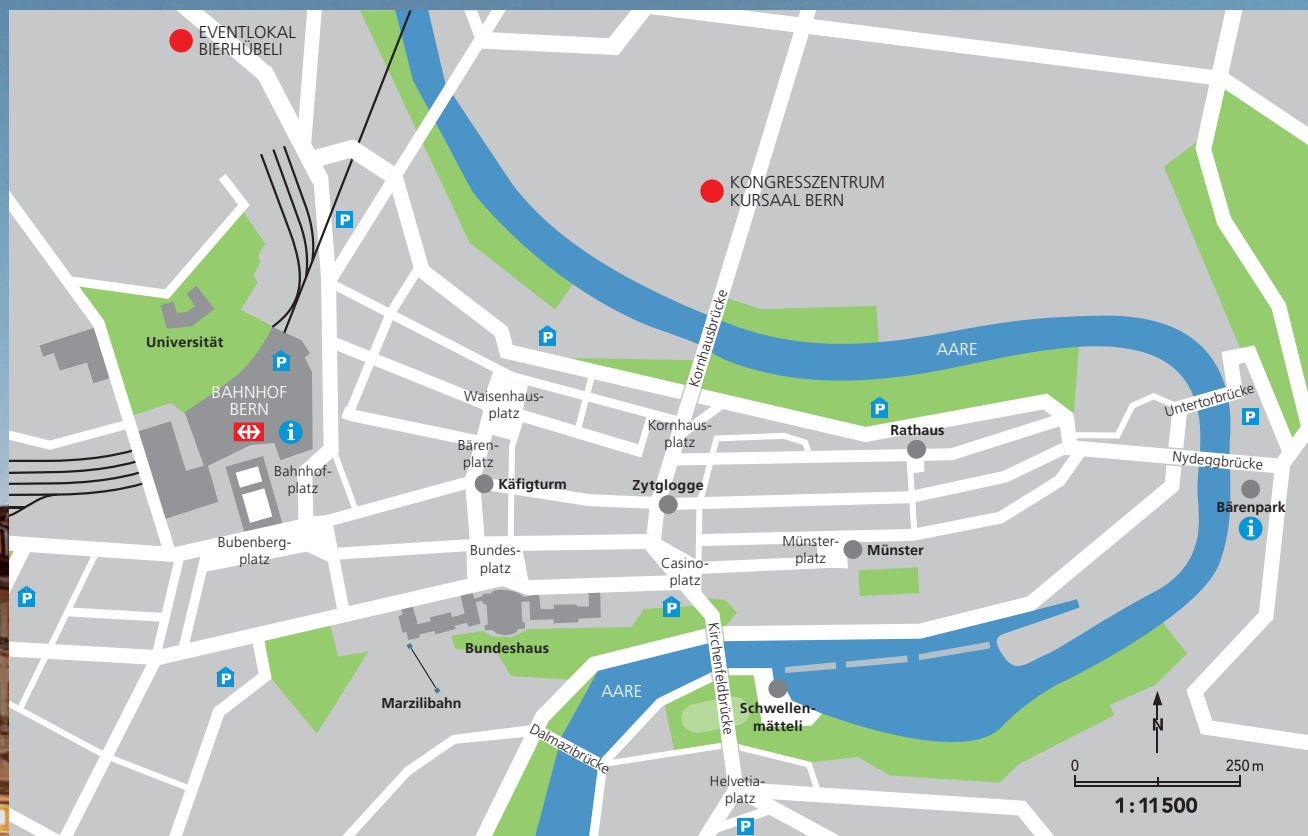 EVENTLOKAL
BIERHÜBELI
KONGRESSZENTRUM
KURSAAL BERN
P
Kornhausbrücke
Universität
P
P
AARE
BAHNHOF
BERN
i
Waisenhaus-
platz
P
Untertorbrücke
P
Kornhaus-
platz
Rathaus
Bären-
platz
Nydeggbrücke
Bahnhof-
platz
Käfigturm
Zytglogge
Bärenpark
i
Bubenberg-
platz
Bundes-
platz
Münster-
platz
Münster
Casino-
platz
P
P
Bundeshaus
Kirchenfeldbrücke
P
AARE
Marzilibahn
Schwellen-
mätteli
N
Dalmazibrücke
Helvetia-
platz
0 250 m
1 : 11 500
P